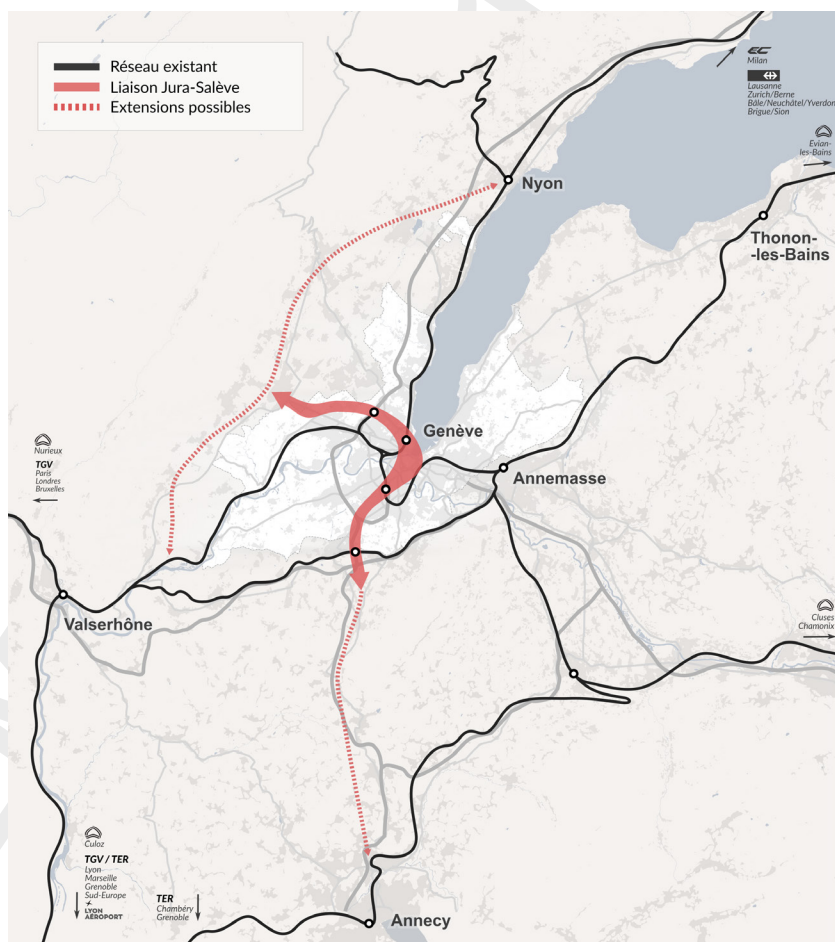 Réseau existant
Liaison Jura-Salève
Extensions possibles
EC
Milan
Lausanne
Zurich/Berne
Bâle/Neuchâtel/Yverdon
Brigue/Sion
Evian-
les-Bains
Nyon
Thonon-
-les-Bains
Genève
Annemasse
Nurieux
TGV
Paris
Londres
Bruxelles
Valserhône
Cluses
Chamonix
Culoz
TGV / TER
Lyon
Marseille
Grenoble
Sud-Europe
LYON
AÉROPORT
TER
Chambéry
Grenoble
Annecy